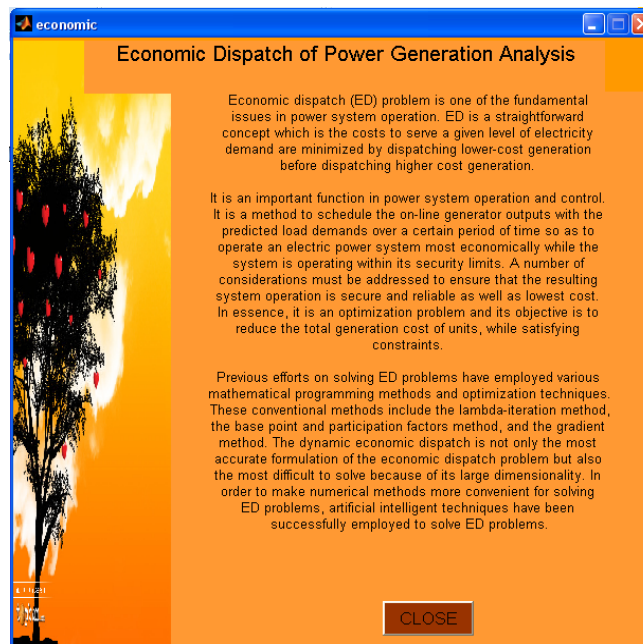 economic
Economic Dispatch of Power Generation Analysis
Economic dispatch (ED) problem is one of the fundamental
issues in power system operation. ED is a straightforward
concept which is the costs to serve a given level of electricity
demand are minimized by dispatching lower-cost generation
before dispatching higher cost generation.
It is an important function in power system operation and control.
It is a method to schedule the on-line generator outputs with the
predicted load demands over a certain period of time so as to
operate an electric power system most economically while the
system is operating within its security limits. A number of
considerations must be addressed to ensure that the resulting
system operation is secure and reliable as well as lowest cost.
In essence, it is an optimization problem and its objective is to
reduce the total generation cost of units, while satisfying
constraints.
Previous efforts on solving ED problems have employed various
mathematical programming methods and optimization techniques.
These conventional methods include the lambda-iteration method,
the base point and participation factors method, and the gradient
method. The dynamic economic dispatch is not only the most
accurate formulation of the economic dispatch problem but also
the most difficult to solve because of its large dimensionality. In
order to make numerical methods more convenient for solving
ED problems, artificial intelligent techniques have been
successfully employed to solve ED problems.
CLOSE